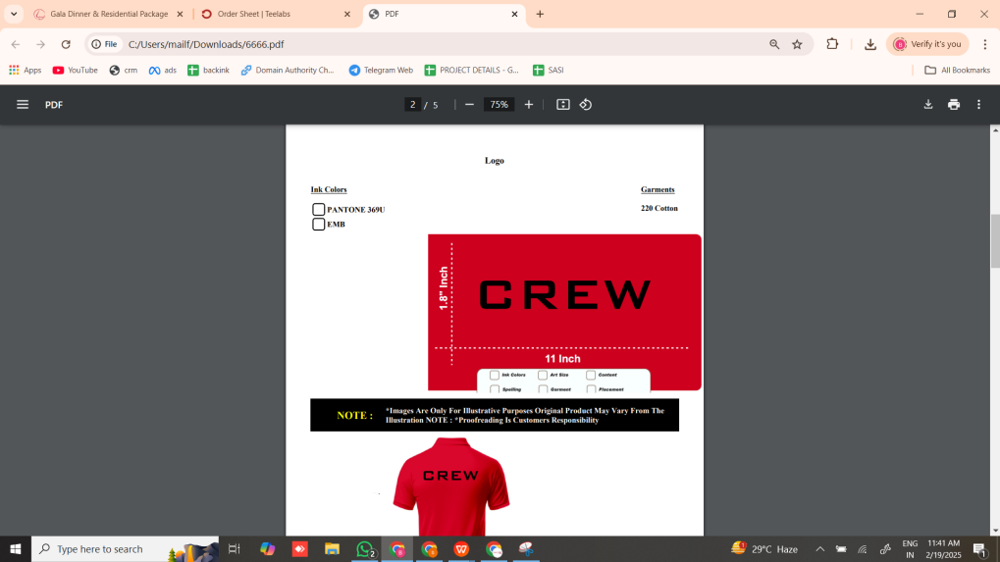 Gala Dinner & Residential Package
Order Sheet | Teelabs
PDF
File
C:/Users/mailf/Downloads/6666.pdf
Verify it's you
Apps
YouTube
crm
ads
backink
Domain Authority Ch...
Telegram Web
PROJECT DETAILS - G...
SASI
All Bookmarks
PDF
2 / 5
75%
Logo
Ink Colors
Garments
PANTONE 369U
220 Cotton
EMB
1.8" Inch
CREW
11 Inch
Ink Colors
Art Size
Content
Spelling
Garment
Placement
NOTE :
*Images Are Only For Illustrative Purposes Original Product May Vary From The
Illustration NOTE : *Proofreading Is Customers Responsibility
CREW
Type here to search
2
29°C Haze
ENG
IN
11:41 AM
2/19/2025
1